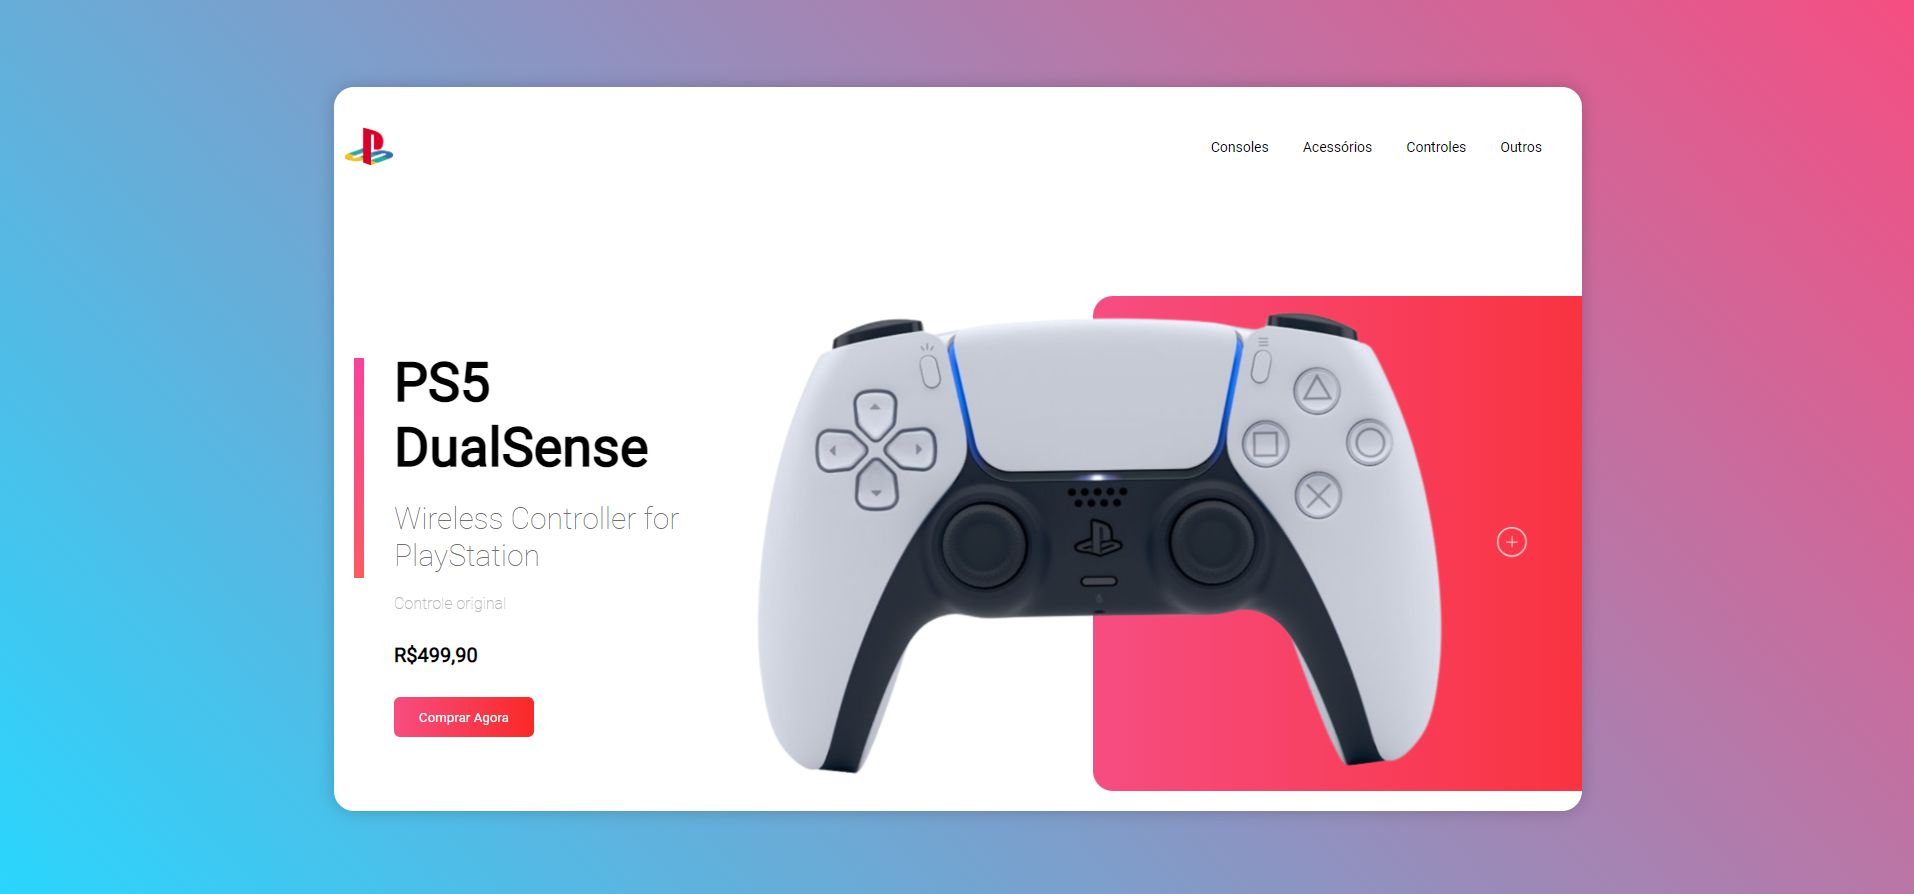 Consoles Acessórios Controles Outros
PS5
DualSense
Wireless Controller for
PlayStation
Controle original
R$499,90
Comprar Agora